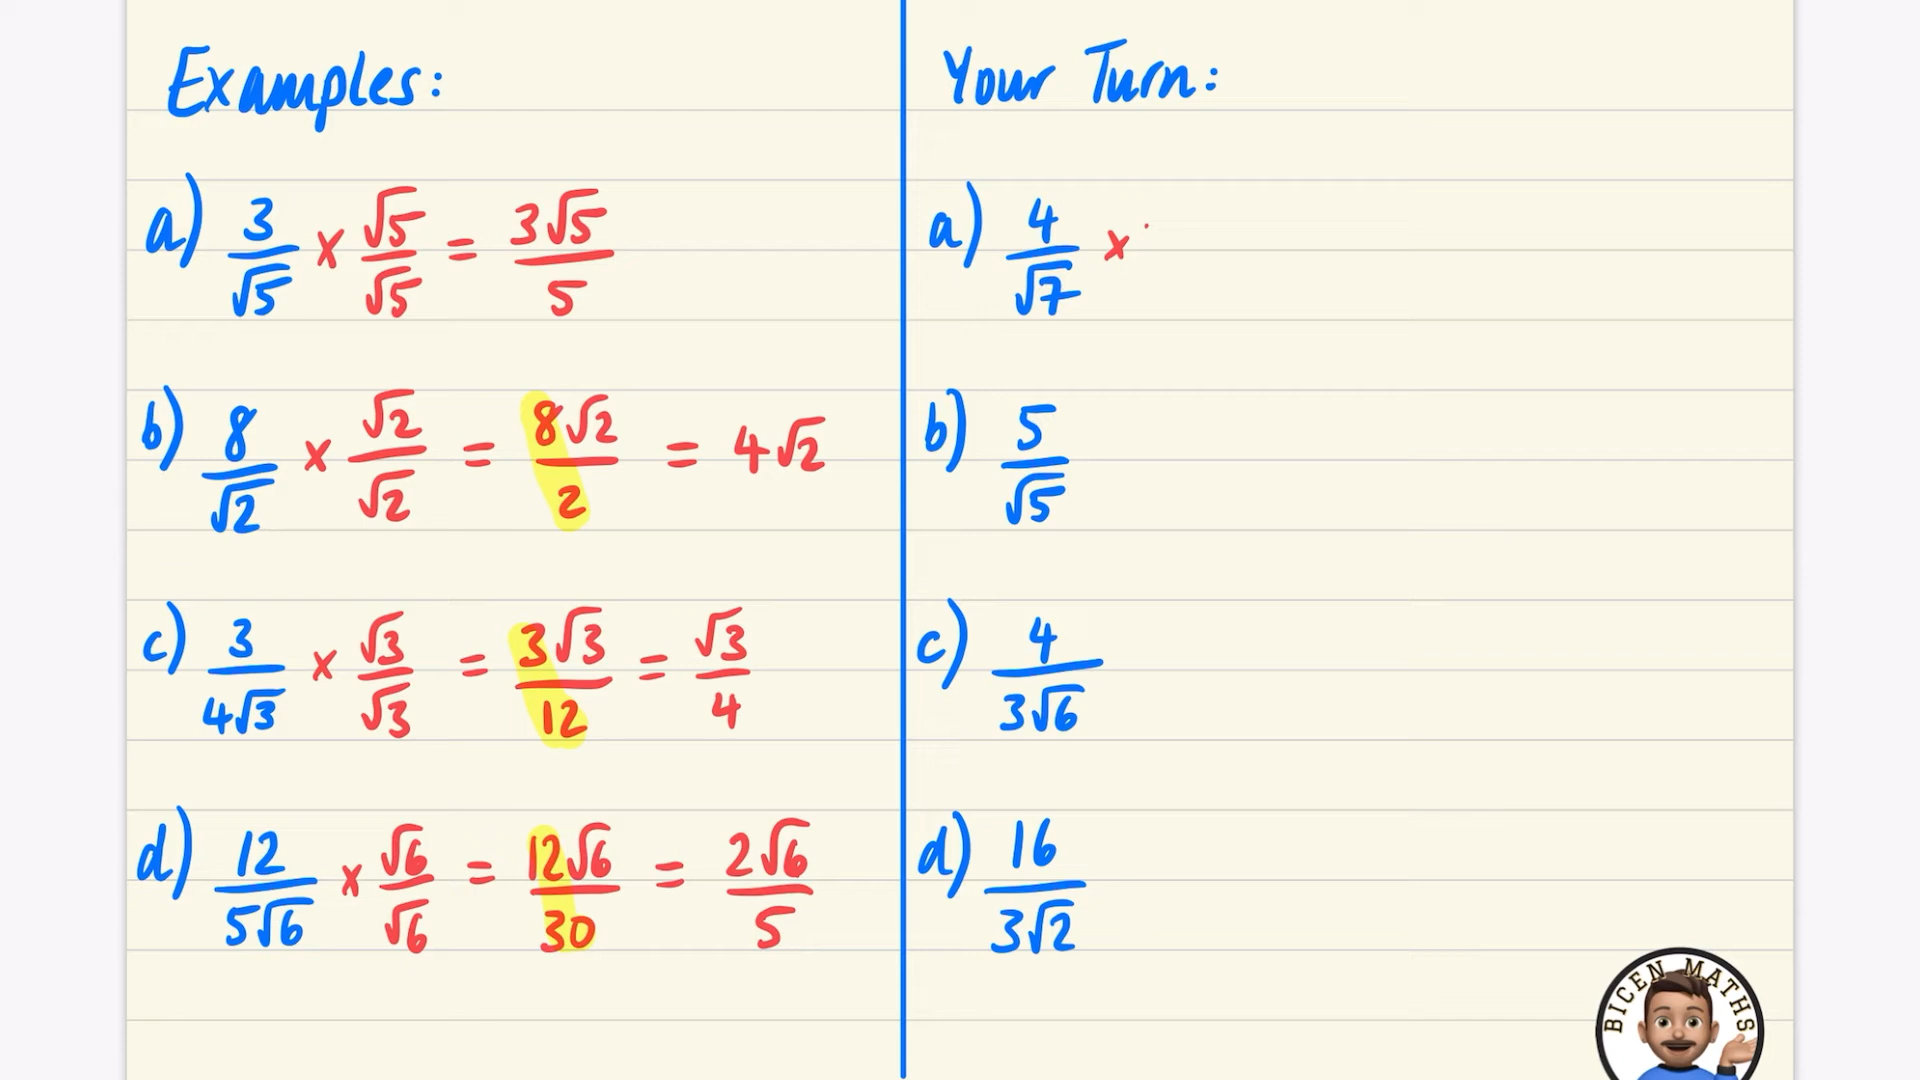 Examples:
a) 3/√5 × √5/√5 = 3√5/5
b) 8/√2 × √2/√2 = 8√2/2 = 4√2
c) 3/4√3 × √3/√3 = 3√3/12 = √3/4
d) 12/5√6 × √6/√6 = 12√6/30 = 2√6/5
Your Turn:
a) 4/√7 ×
b) 5/√5
c) 4/3√6
d) 16/3√2
BICEN MATHS